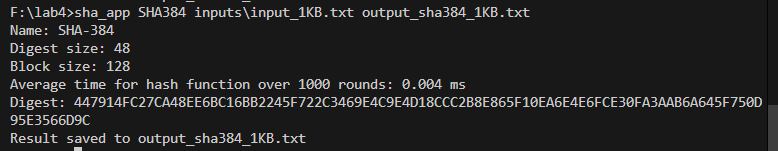 F:\lab4>sha_app SHA384 inputs\input_1KB.txt output_sha384_1KB.txt
Name: SHA-384
Digest size: 48
Block size: 128
Average time for hash function over 1000 rounds: 0.004 ms
Digest: 447914FC27CA48EE6BC16BB2245F722C3469E4C9E4D18CCC2B8E865F10EA6E4E6FCE30FA3AAB6A645F750D
95E3566D9C
Result saved to output_sha384_1KB.txt